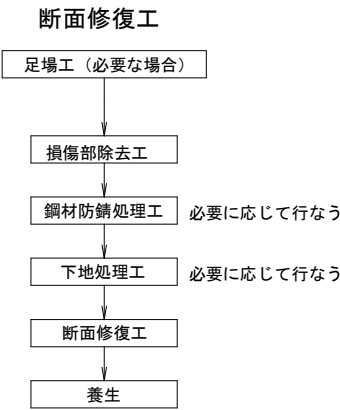 断面修復工
足場工（必要な場合）
損傷部除去工
鋼材防錆処理工 必要に応じて行なう
下地処理工 必要に応じて行なう
断面修復工
養生